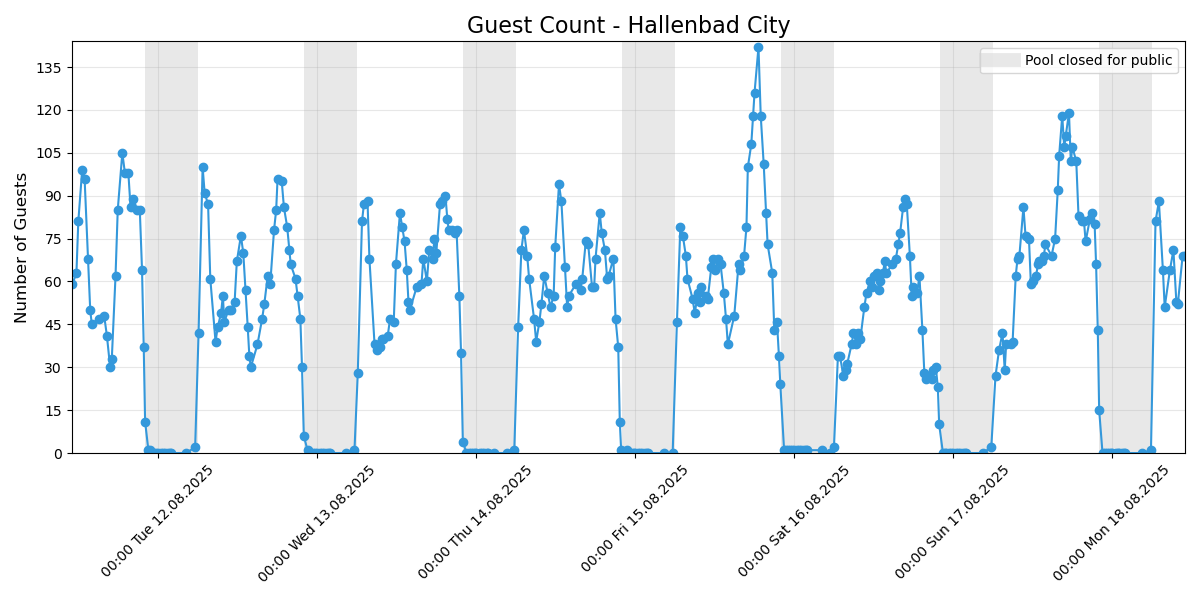 Guest Count - Hallenbad City
Pool closed for public
Number of Guests
135
120
105
90
75
60
45
30
15
0
00:00 Tue 12.08.2025
00:00 Wed 13.08.2025
00:00 Thu 14.08.2025
00:00 Fri 15.08.2025
00:00 Sat 16.08.2025
00:00 Sun 17.08.2025
00:00 Mon 18.08.2025